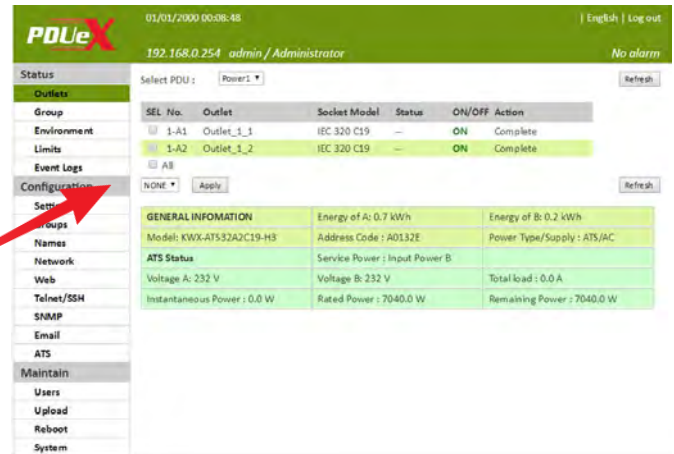 PDUeX
01/01/2000 00:08:48 | English | Log out
192.168.0.254 admin / Administrator No alarm
Status
Outlets
Group
Environment
Limits
Event Logs
Configuration
Groups
Names
Network
Web
Telnet/SSH
SNMP
Email
ATS
Maintain
Users
Upload
Reboot
System
Select PDU : Power1 Refresh
SEL No. Outlet Socket Model Status ON/OFF Action
1-A1 Outlet_1_1 IEC 320 C19 -- ON Complete
1-A2 Outlet_1_2 IEC 320 C19 -- ON Complete
All
NONE Apply Refresh
GENERAL INFOMATION Energy of A: 0.7 kWh Energy of B: 0.2 kWh
Model: KWX-ATS32A2C19-H3 Address Code : A0132E Power Type/Supply : ATS/AC
ATS Status Service Power : Input Power B
Voltage A: 232 V Voltage B: 232 V Total load : 0.0 A
Instantaneous Power : 0.0 W Rated Power : 7040.0 W Remaining Power : 7040.0 W